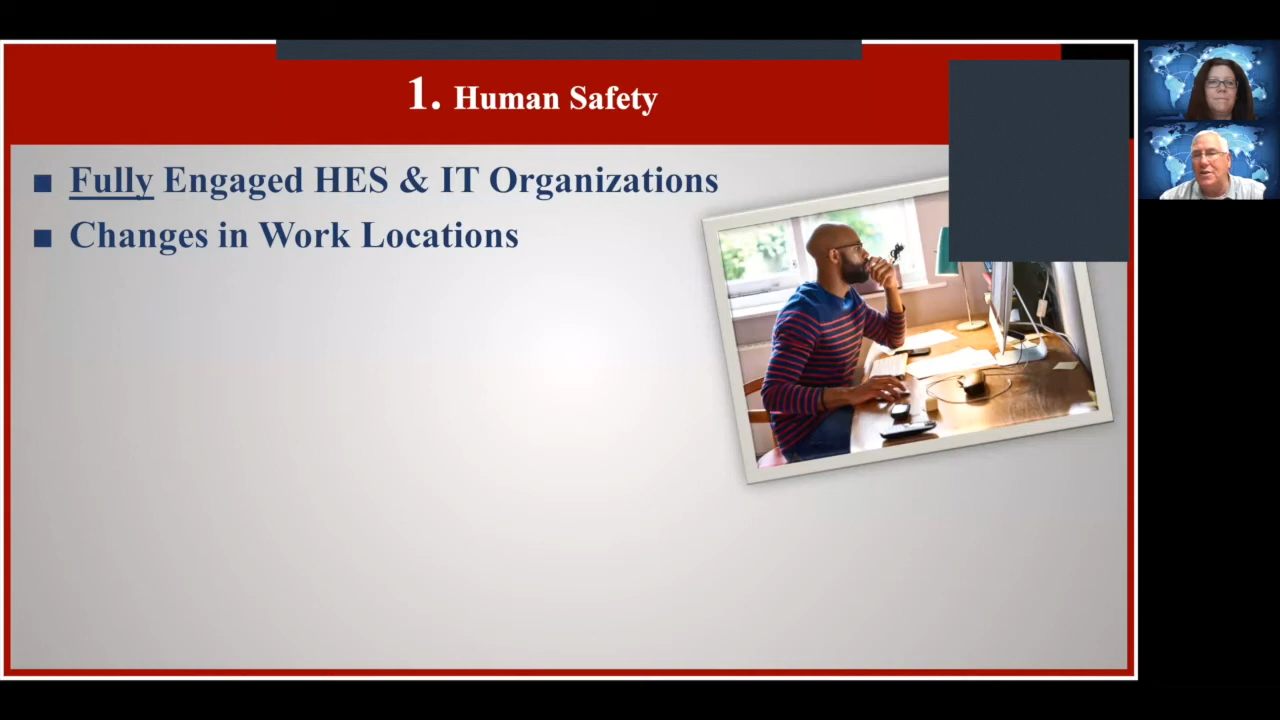 1. Human Safety
■ Fully Engaged HES & IT Organizations
■ Changes in Work Locations